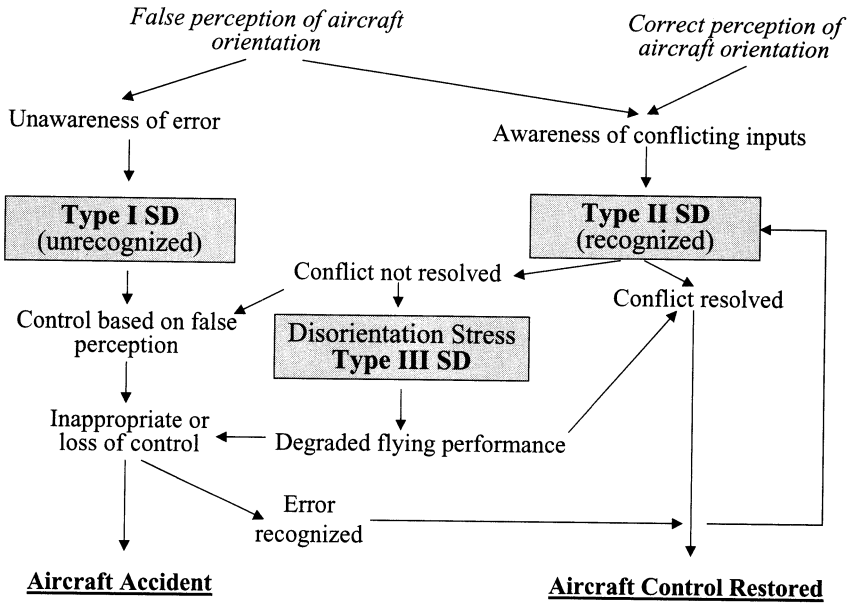 False perception of aircraft
orientation
Correct perception of
aircraft orientation
Unawareness of error
Awareness of conflicting inputs
Type I SD
(unrecognized)
Type II SD
(recognized)
Conflict not resolved
Conflict resolved
Control based on false
perception
Disorientation Stress
Type III SD
Inappropriate or
loss of control
Degraded flying performance
Error
recognized
Aircraft Accident
Aircraft Control Restored